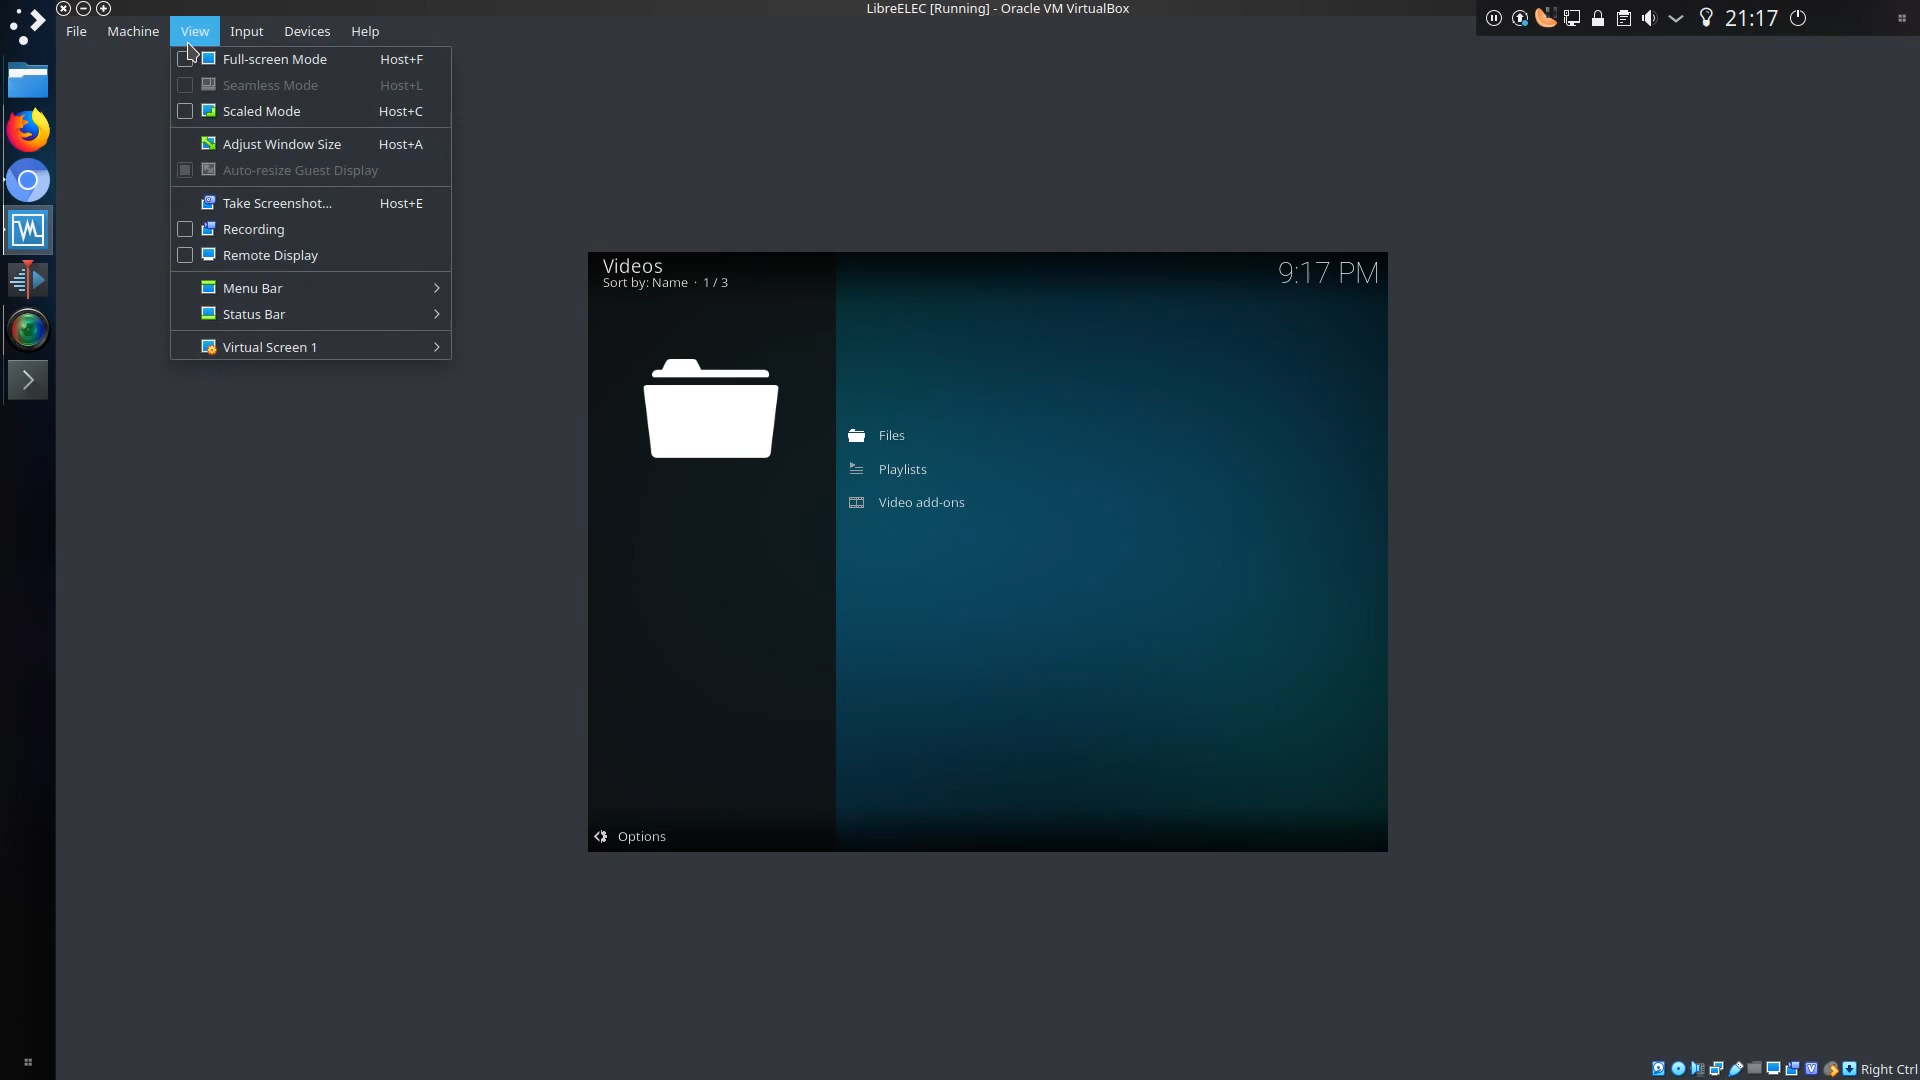 LibreELEC [Running] - Oracle VM VirtualBox
21:17
File Machine View Input Devices Help
Full-screen Mode Host+F
Seamless Mode Host+L
Scaled Mode Host+C
Adjust Window Size Host+A
Auto-resize Guest Display
Take Screenshot... Host+E
Recording
Remote Display
Menu Bar
Status Bar
Virtual Screen 1
Videos
Sort by: Name · 1 / 3
9:17 PM
Files
Playlists
Video add-ons
Options
Right Ctrl